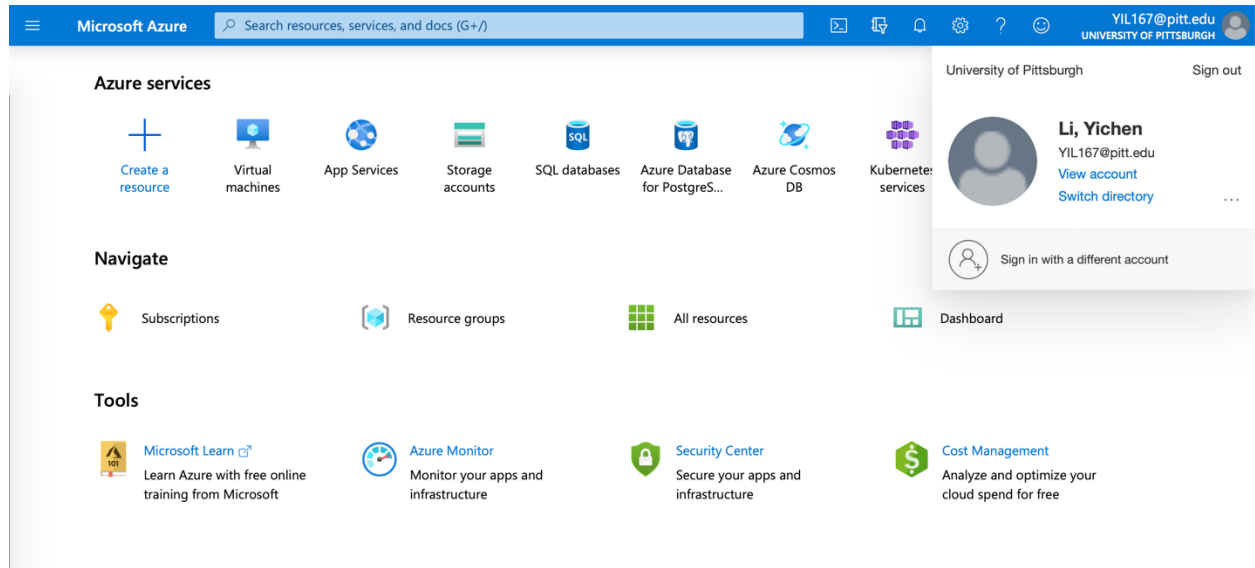 Microsoft Azure
Search resources, services, and docs (G+/)
YIL167@pitt.edu
UNIVERSITY OF PITTSBURGH
University of Pittsburgh
Sign out
Li, Yichen
YIL167@pitt.edu
View account
Switch directory
...
Sign in with a different account
Azure services
Create a
resource
Virtual
machines
App Services
Storage
accounts
SQL
SQL databases
Azure Database
for PostgreS...
Azure Cosmos
DB
Kubernetes
services
Navigate
Subscriptions
Resource groups
All resources
Dashboard
Tools
101
Microsoft Learn
Learn Azure with free online
training from Microsoft
Azure Monitor
Monitor your apps and
infrastructure
Security Center
Secure your apps and
infrastructure
$
Cost Management
Analyze and optimize your
cloud spend for free